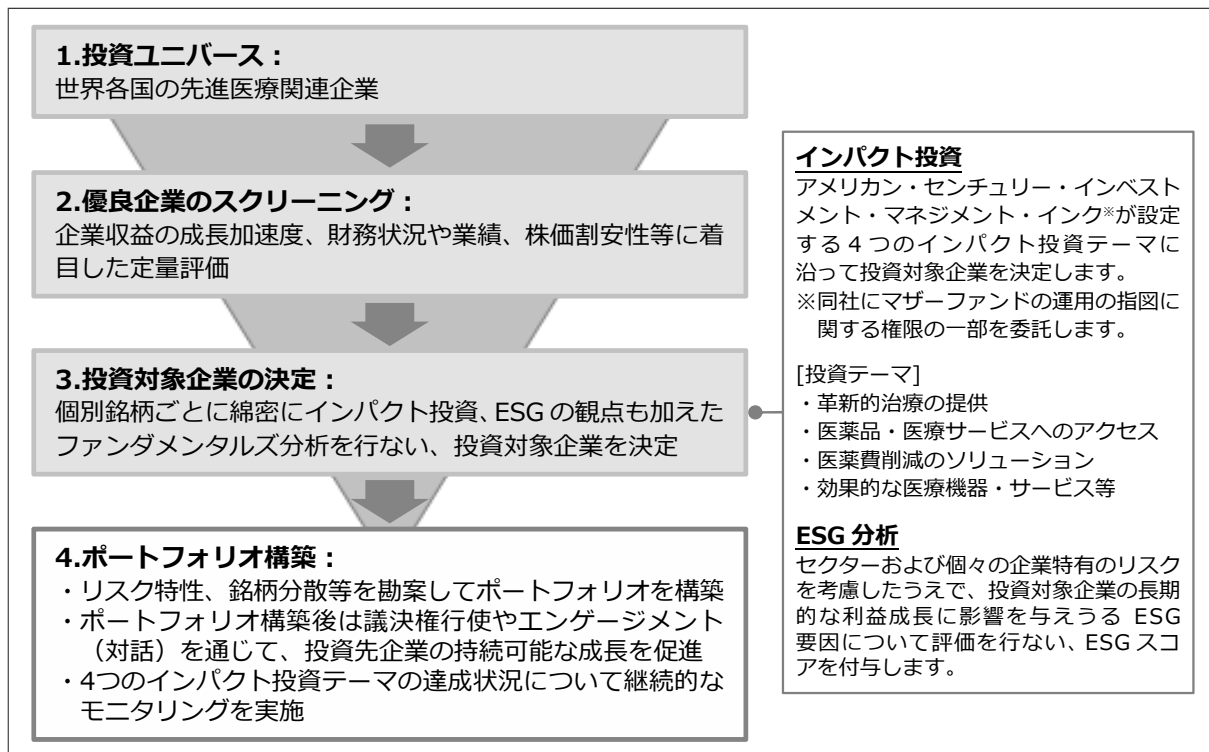 1.投資ユニバース：
世界各国の先進医療関連企業
2.優良企業のスクリーニング：
企業収益の成長加速度、財務状況や業績、株価割安性等に着
目した定量評価
3.投資対象企業の決定：
個別銘柄ごとに綿密にインパクト投資、ESG の観点も加えた
ファンダメンタルズ分析を行ない、投資対象企業を決定
4.ポートフォリオ構築：
・リスク特性、銘柄分散等を勘案してポートフォリオを構築
・ポートフォリオ構築後は議決権行使やエンゲージメント
（対話）を通じて、投資先企業の持続可能な成長を促進
・4つのインパクト投資テーマの達成状況について継続的な
モニタリングを実施
インパクト投資
アメリカン・センチュリー・インベスト
メント・マネジメント・インク※が設定
する 4 つのインパクト投資テーマに
沿って投資対象企業を決定します。
※同社にマザーファンドの運用の指図に
関する権限の一部を委託します。
[投資テーマ]
・革新的治療の提供
・医薬品・医療サービスへのアクセス
・医薬費削減のソリューション
・効果的な医療機器・サービス等
ESG 分析
セクターおよび個々の企業特有のリスク
を考慮したうえで、投資対象企業の長期
的な利益成長に影響を与えうる ESG
要因について評価を行ない、ESG スコ
アを付与します。